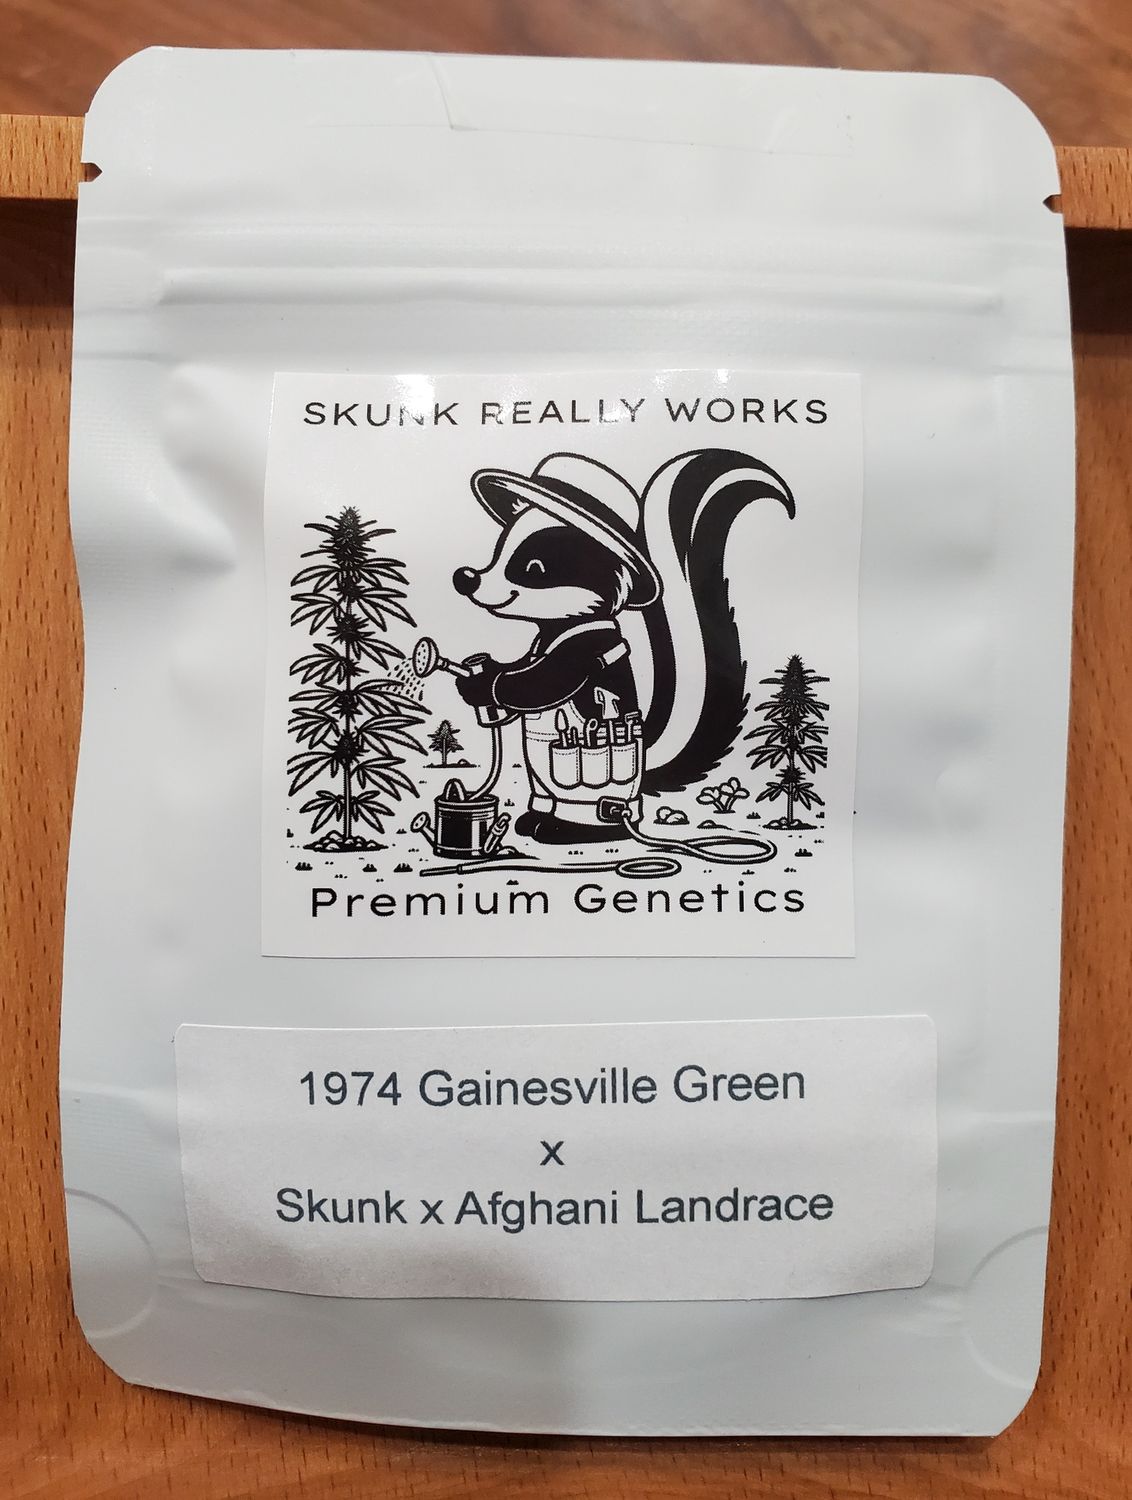 SKUNK REALLY WORKS
Premium Genetics
1974 Gainesville Green
x
Skunk x Afghani Landrace